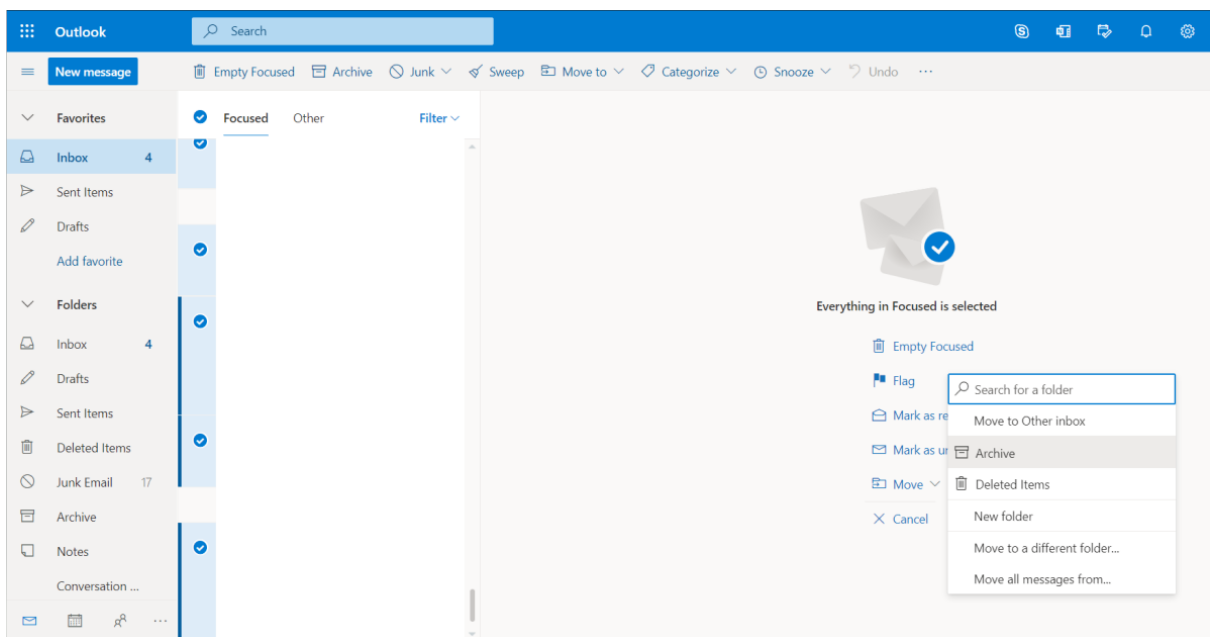 Outlook
Search
New message
Empty Focused Archive Junk Sweep Move to Categorize Snooze Undo ...
Favorites
Inbox 4
Sent Items
Drafts
Add favorite
Folders
Inbox 4
Drafts
Sent Items
Deleted Items
Junk Email 17
Archive
Notes
Conversation ...
Focused Other Filter
Everything in Focused is selected
Empty Focused
Flag
Mark as re
Mark as un
Move
Cancel
Search for a folder
Move to Other inbox
Archive
Deleted Items
New folder
Move to a different folder...
Move all messages from...